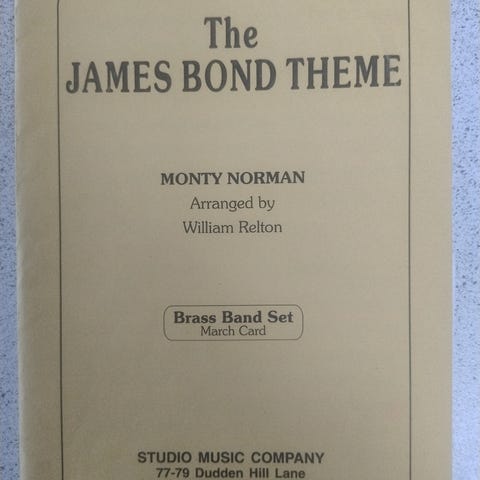 The
JAMES BOND THEME
MONTY NORMAN
Arranged by
William Relton
Brass Band Set
March Card
STUDIO MUSIC COMPANY
77-79 Dudden Hill Lane